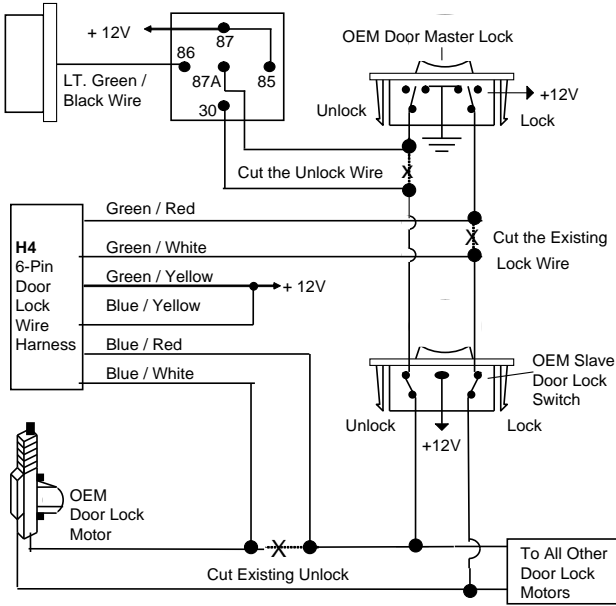 + 12V
87
86
87A
85
30
LT. Green /
Black Wire
OEM Door Master Lock
+12V
Unlock
Lock
Cut the Unlock Wire
X
Green / Red
H4
6-Pin
Door
Lock
Wire
Harness
Green / White
Green / Yellow
Blue / Yellow
Blue / Red
Blue / White
+ 12V
X
Cut the Existing
Lock Wire
OEM Slave
Door Lock
Switch
Unlock
Lock
+12V
OEM
Door Lock
Motor
X
Cut Existing Unlock
To All Other
Door Lock
Motors